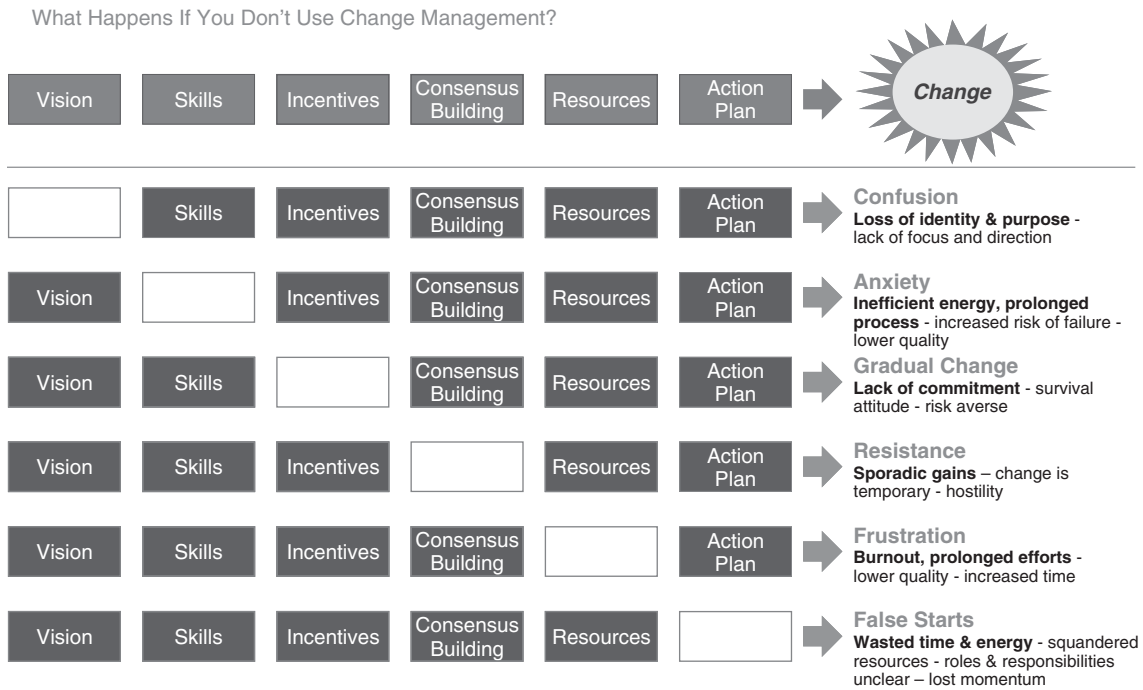 What Happens If You Don't Use Change Management?
Vision
Skills
Incentives
Consensus
Building
Resources
Action
Plan
Change
Skills
Incentives
Consensus
Building
Resources
Action
Plan
Confusion
Loss of identity & purpose -
lack of focus and direction
Vision
Incentives
Consensus
Building
Resources
Action
Plan
Anxiety
Inefficient energy, prolonged
process - increased risk of failure -
lower quality
Vision
Skills
Consensus
Building
Resources
Action
Plan
Gradual Change
Lack of commitment - survival
attitude - risk averse
Vision
Skills
Incentives
Resources
Action
Plan
Resistance
Sporadic gains – change is
temporary - hostility
Vision
Skills
Incentives
Consensus
Building
Action
Plan
Frustration
Burnout, prolonged efforts -
lower quality - increased time
Vision
Skills
Incentives
Consensus
Building
Resources
False Starts
Wasted time & energy - squandered
resources - roles & responsibilities
unclear – lost momentum